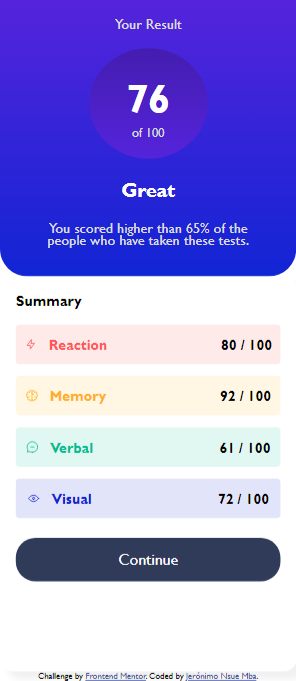 Your Result
76
of 100
Great
You scored higher than 65% of the
people who have taken these tests.
Summary
Reaction 80 / 100
Memory 92 / 100
Verbal 61 / 100
Visual 72 / 100
Continue
Challenge by Frontend Mentor. Coded by Jerónimo Nsue Mba.